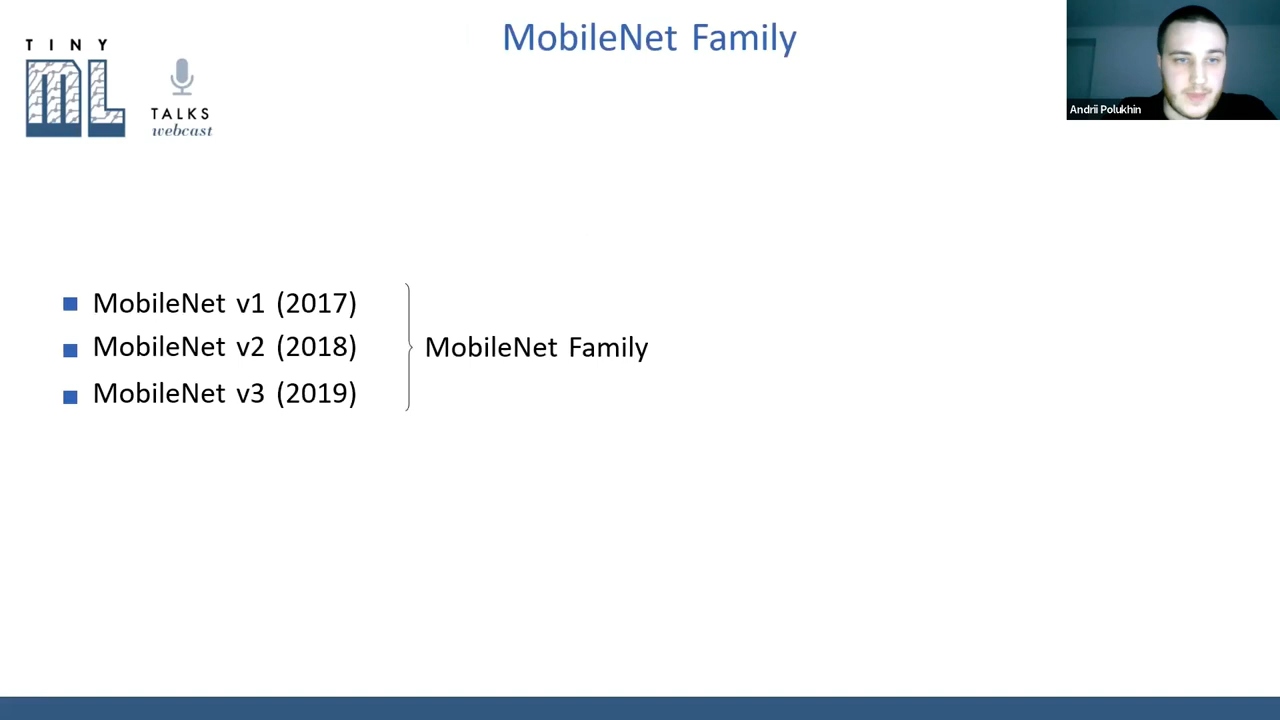 MobileNet Family
TINY
ML
TALKS
webcast
Andrii Polukhin
MobileNet v1 (2017)
MobileNet v2 (2018)
MobileNet v3 (2019)
MobileNet Family